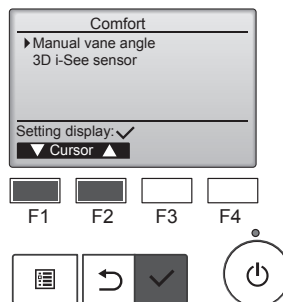 Comfort
Manual vane angle
3D i-See sensor
Setting display:
Cursor
F1 F2 F3 F4